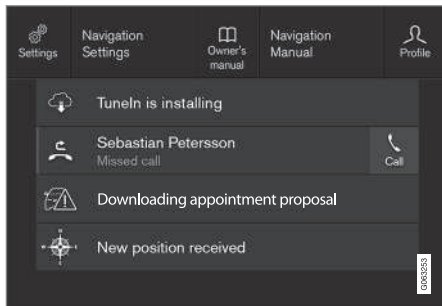 Settings
Navigation
Settings
Owner's
manual
Navigation
Manual
Profile
TuneIn is installing
Sebastian Petersson
Missed call
Call
Downloading appointment proposal
New position received
G063253